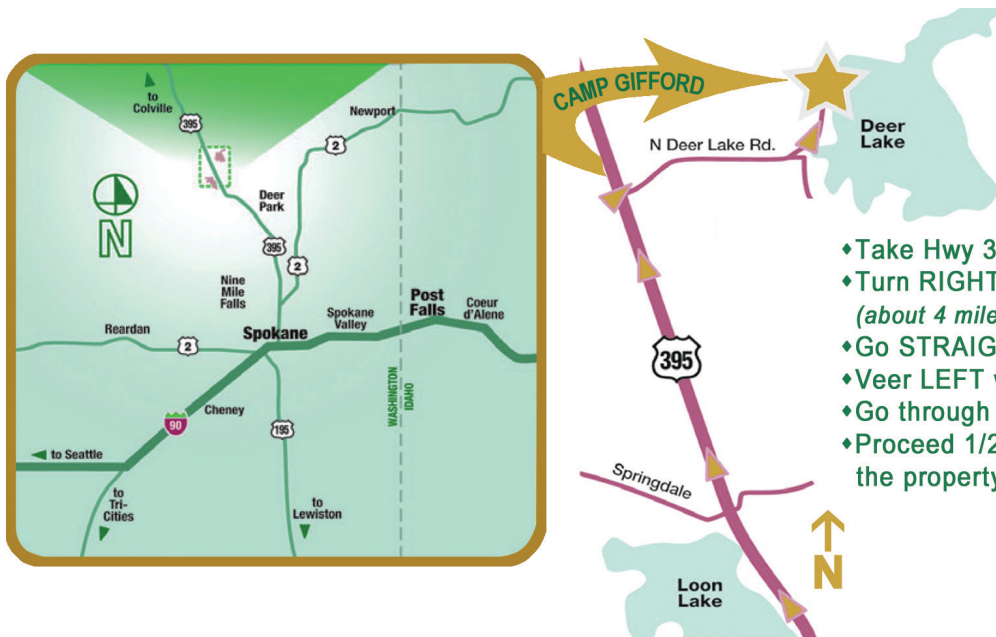 to
Colville
395
Newport
2
Deer
Park
395
2
N
Nine
Mile
Falls
Reardan
2
Spokane
Spokane
Valley
Post
Falls
Coeur
d'Alene
WASHINGTON
IDAHO
Cheney
90
195
to Seattle
to
Tri-
Cities
to
Lewiston
CAMP GIFFORD
N Deer Lake Rd.
Deer
Lake
395
Springdale
Loon
Lake
N
♦Take Hwy 3
♦Turn RIGHT
(about 4 mile
♦Go STRAIG
♦Veer LEFT
♦Go through
♦Proceed 1/2
the property